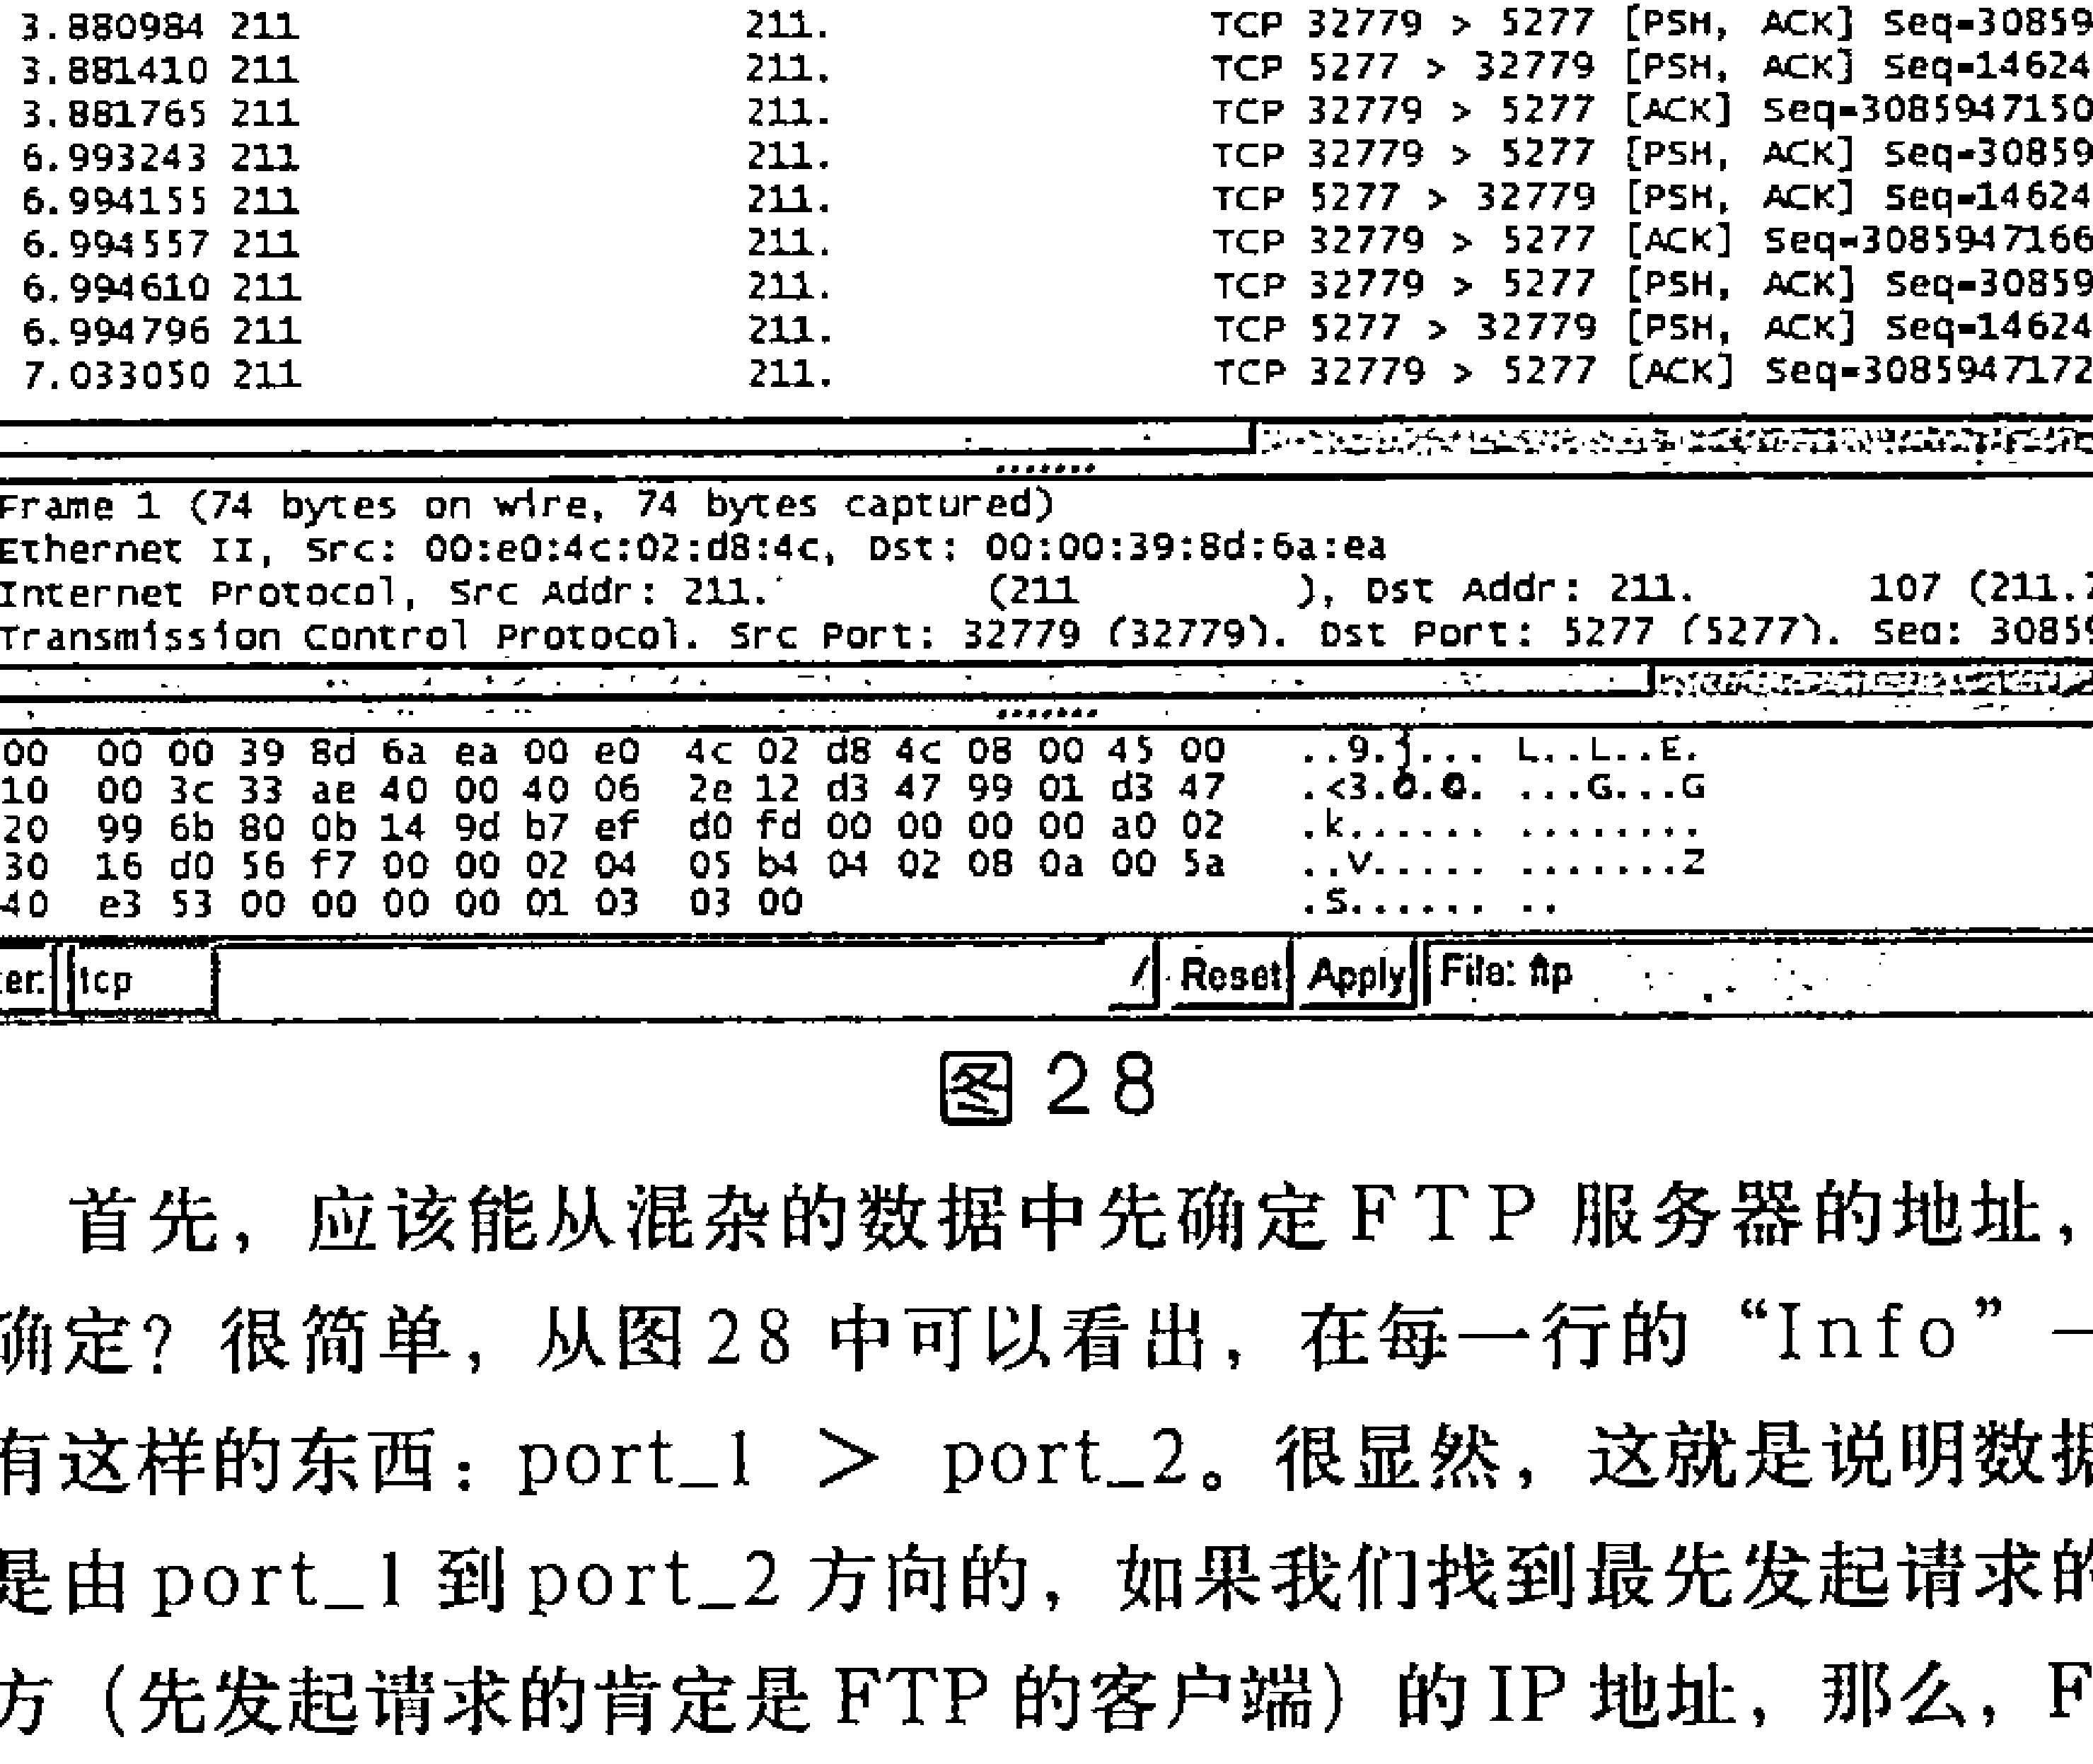 3.880984 211 211. TCP 32779 > 5277 [PSH, ACK] Seq=30859
3.881410 211 211. TCP 5277 > 32779 [PSH, ACK] Seq=14624
3.881765 211 211. TCP 32779 > 5277 [ACK] Seq=3085947150
6.993243 211 211. TCP 32779 > 5277 [PSH, ACK] Seq=30859
6.994155 211 211. TCP 5277 > 32779 [PSH, ACK] Seq=14624
6.994557 211 211. TCP 32779 > 5277 [ACK] Seq=3085947166
6.994610 211 211. TCP 32779 > 5277 [PSH, ACK] Seq=30859
6.994796 211 211. TCP 5277 > 32779 [PSH, ACK] Seq=14624
7.033050 211 211. TCP 32779 > 5277 [ACK] Seq=3085947172
Frame 1 (74 bytes on wire, 74 bytes captured)
Ethernet II, Src: 00:e0:4c:02:d8:4c, Dst: 00:00:39:8d:6a:ea
Internet Protocol, Src Addr: 211. (211 ), Dst Addr: 211. 107 (211.7
Transmission Control Protocol. Src Port: 32779 (32779). Dst Port: 5277 (5277). Seq: 30859
00 00 00 39 8d 6a ea 00 e0 4c 02 d8 4c 08 00 45 00 ..9.j... L..L..E.
10 00 3c 33 ae 40 00 40 06 2e 12 d3 47 99 01 d3 47 .<3.@.@. ...G...G
20 99 6b 80 0b 14 9d b7 ef d0 fd 00 00 00 00 a0 02 .k...... ........
30 16 d0 56 f7 00 00 02 04 05 b4 04 02 08 0a 00 5a ..V..... .......Z
40 e3 53 00 00 00 00 01 03 03 00 .S...... ..
er: tcp / Reset Apply File: ftp
图 28
首先，应该能从混杂的数据中先确定FTP 服务器的地址，
确定？很简单，从图28 中可以看出，在每一行的“Info”一
有这样的东西：port_1 > port_2。很显然，这就是说明数据
是由port_1 到port_2 方向的，如果我们找到最先发起请求的
方（先发起请求的肯定是FTP 的客户端）的IP 地址，那么，F